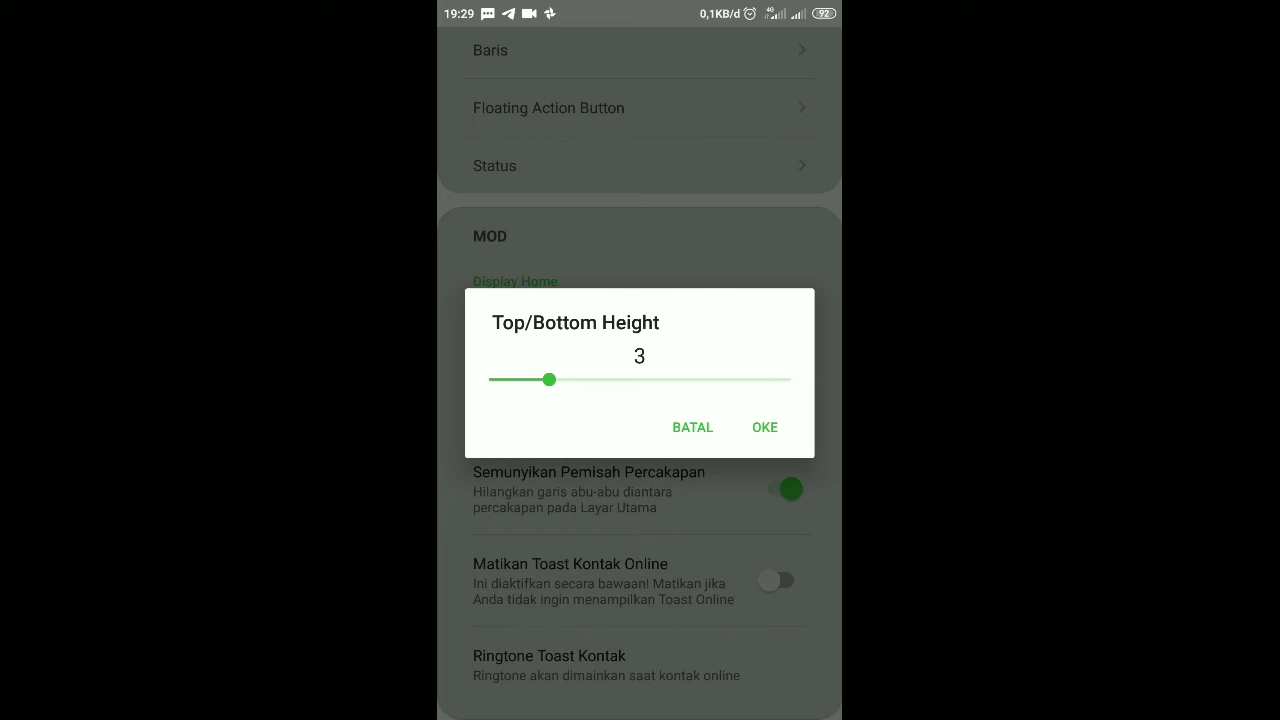 19:29
0,1KB/d 4G 92
Baris
Floating Action Button
Status
MOD
Display Home
Top/Bottom Height
3
BATAL OKE
Semunyikan Pemisah Percakapan
Hilangkan garis abu-abu diantara
percakapan pada Layar Utama
Matikan Toast Kontak Online
Ini diaktifkan secara bawaan! Matikan jika
Anda tidak ingin menampilkan Toast Online
Ringtone Toast Kontak
Ringtone akan dimainkan saat kontak online